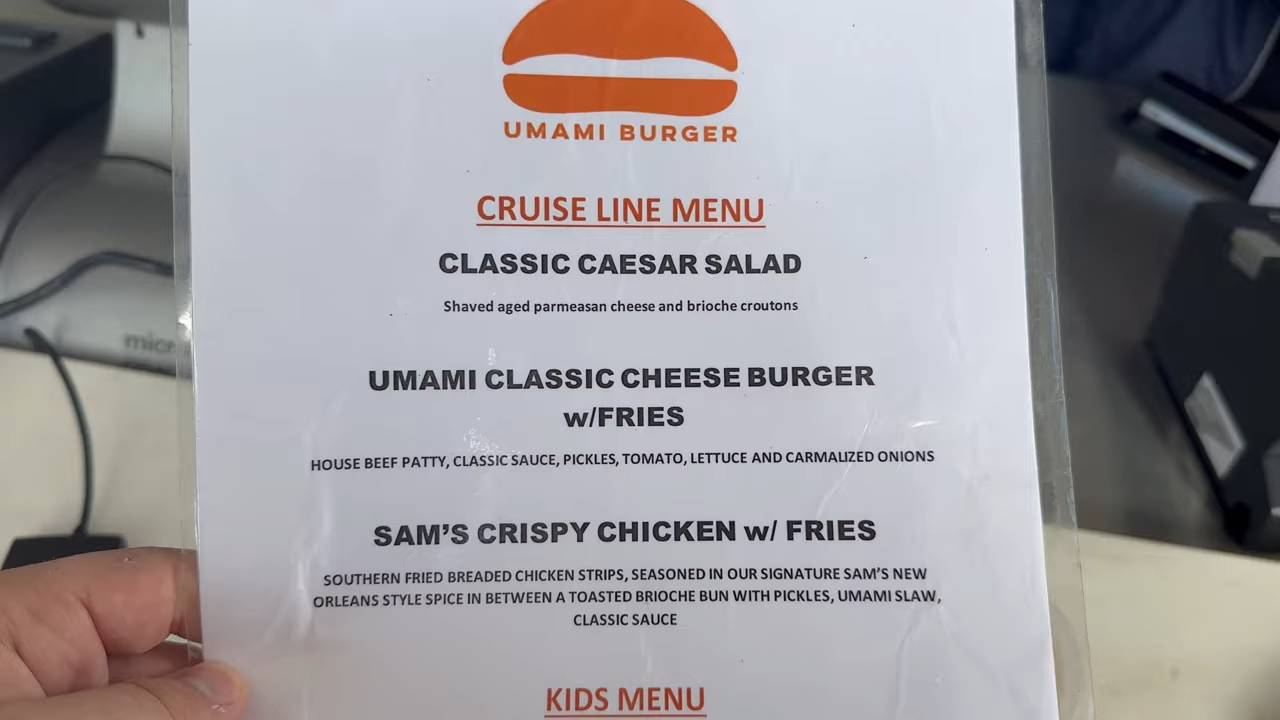 UMAMI BURGER
CRUISE LINE MENU
CLASSIC CAESAR SALAD
Shaved aged parmeasan cheese and brioche croutons
UMAMI CLASSIC CHEESE BURGER
w/FRIES
HOUSE BEEF PATTY, CLASSIC SAUCE, PICKLES, TOMATO, LETTUCE AND CARMALIZED ONIONS
SAM'S CRISPY CHICKEN w/ FRIES
SOUTHERN FRIED BREADED CHICKEN STRIPS, SEASONED IN OUR SIGNATURE SAM'S NEW
ORLEANS STYLE SPICE IN BETWEEN A TOASTED BRIOCHE BUN WITH PICKLES, UMAMI SLAW,
CLASSIC SAUCE
KIDS MENU